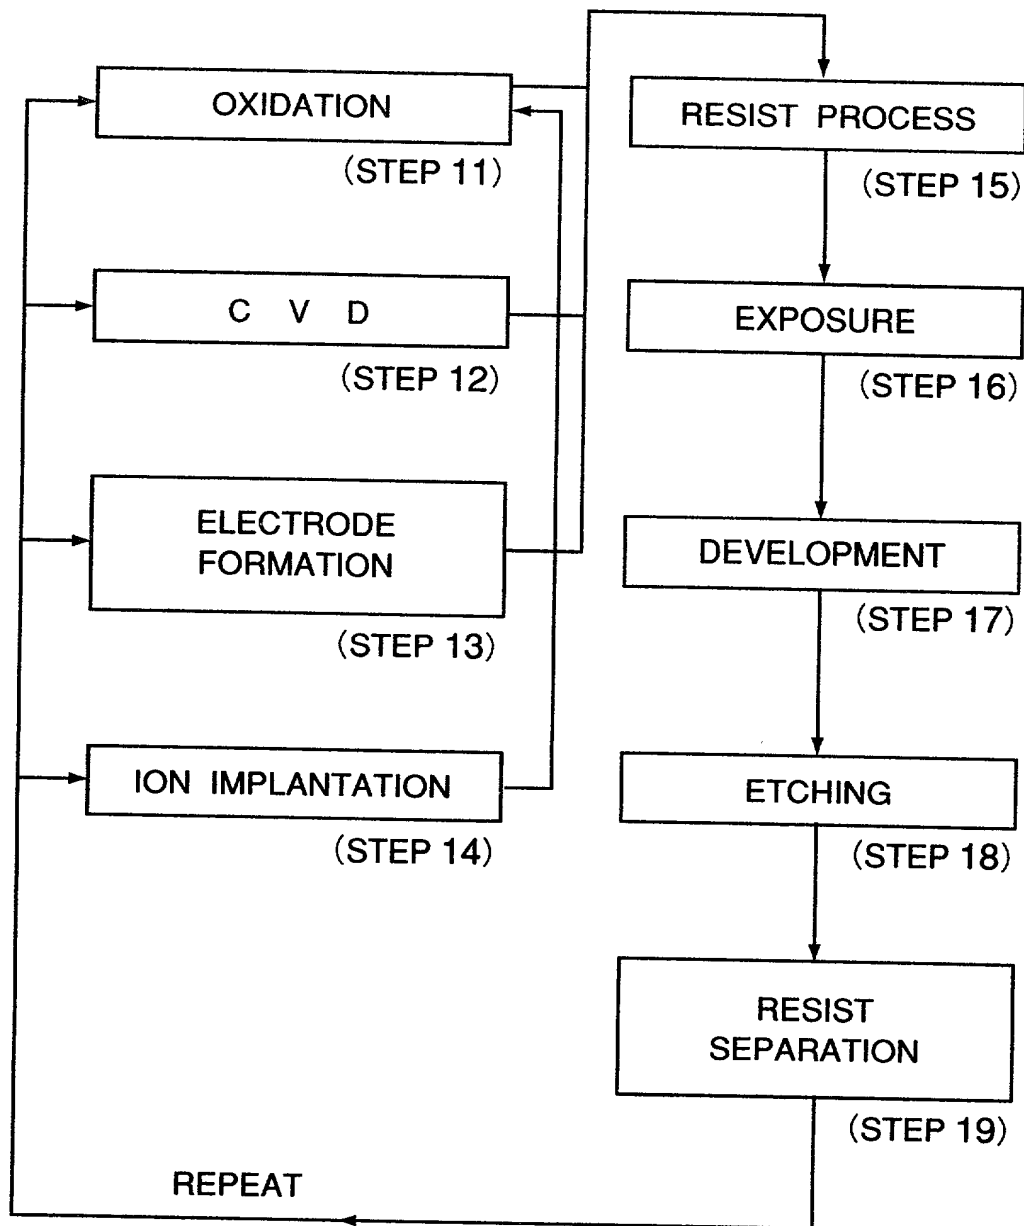 OXIDATION
(STEP 11)
C V D
(STEP 12)
ELECTRODE
FORMATION
(STEP 13)
ION IMPLANTATION
(STEP 14)
RESIST PROCESS
(STEP 15)
EXPOSURE
(STEP 16)
DEVELOPMENT
(STEP 17)
ETCHING
(STEP 18)
RESIST
SEPARATION
(STEP 19)
REPEAT